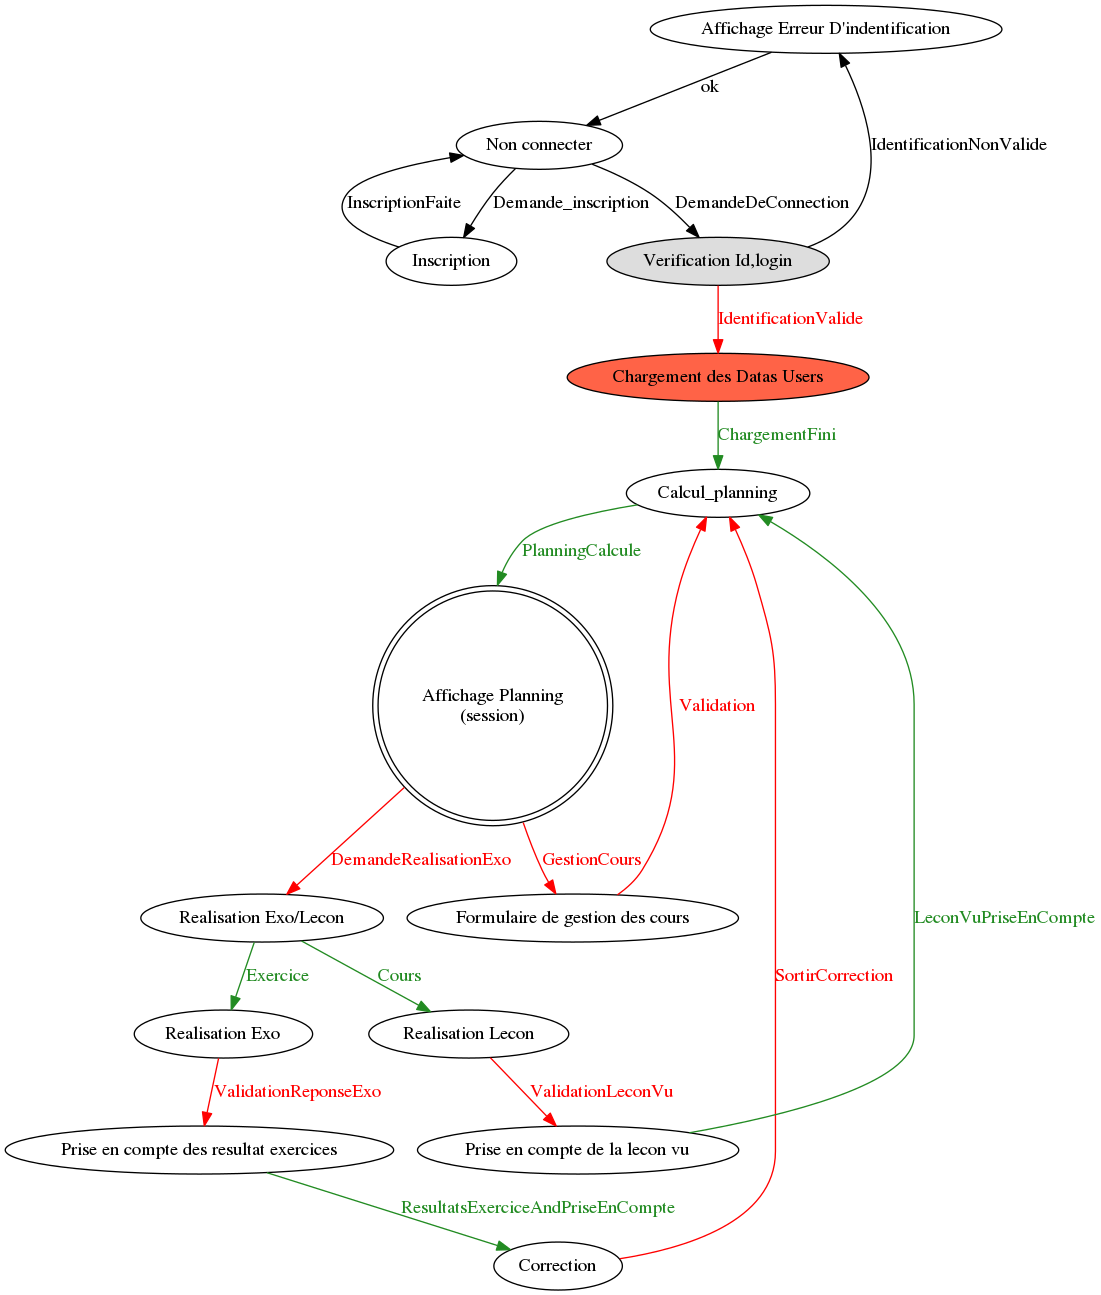 Affichage Erreur D'indentification
ok
Non connecter
IdentificationNonValide
InscriptionFaite
Demande_inscription
DemandeDeConnection
Inscription
Verification Id,login
IdentificationValide
Chargement des Datas Users
ChargementFini
Calcul_planning
PlanningCalcule
Affichage Planning
(session)
Validation
DemandeRealisationExo
GestionCours
Realisation Exo/Lecon
Formulaire de gestion des cours
LeconVuPriseEnCompte
Exercice
Cours
SortirCorrection
Realisation Exo
Realisation Lecon
ValidationReponseExo
ValidationLeconVu
Prise en compte des resultat exercices
Prise en compte de la lecon vu
ResultatsExerciceAndPriseEnCompte
Correction